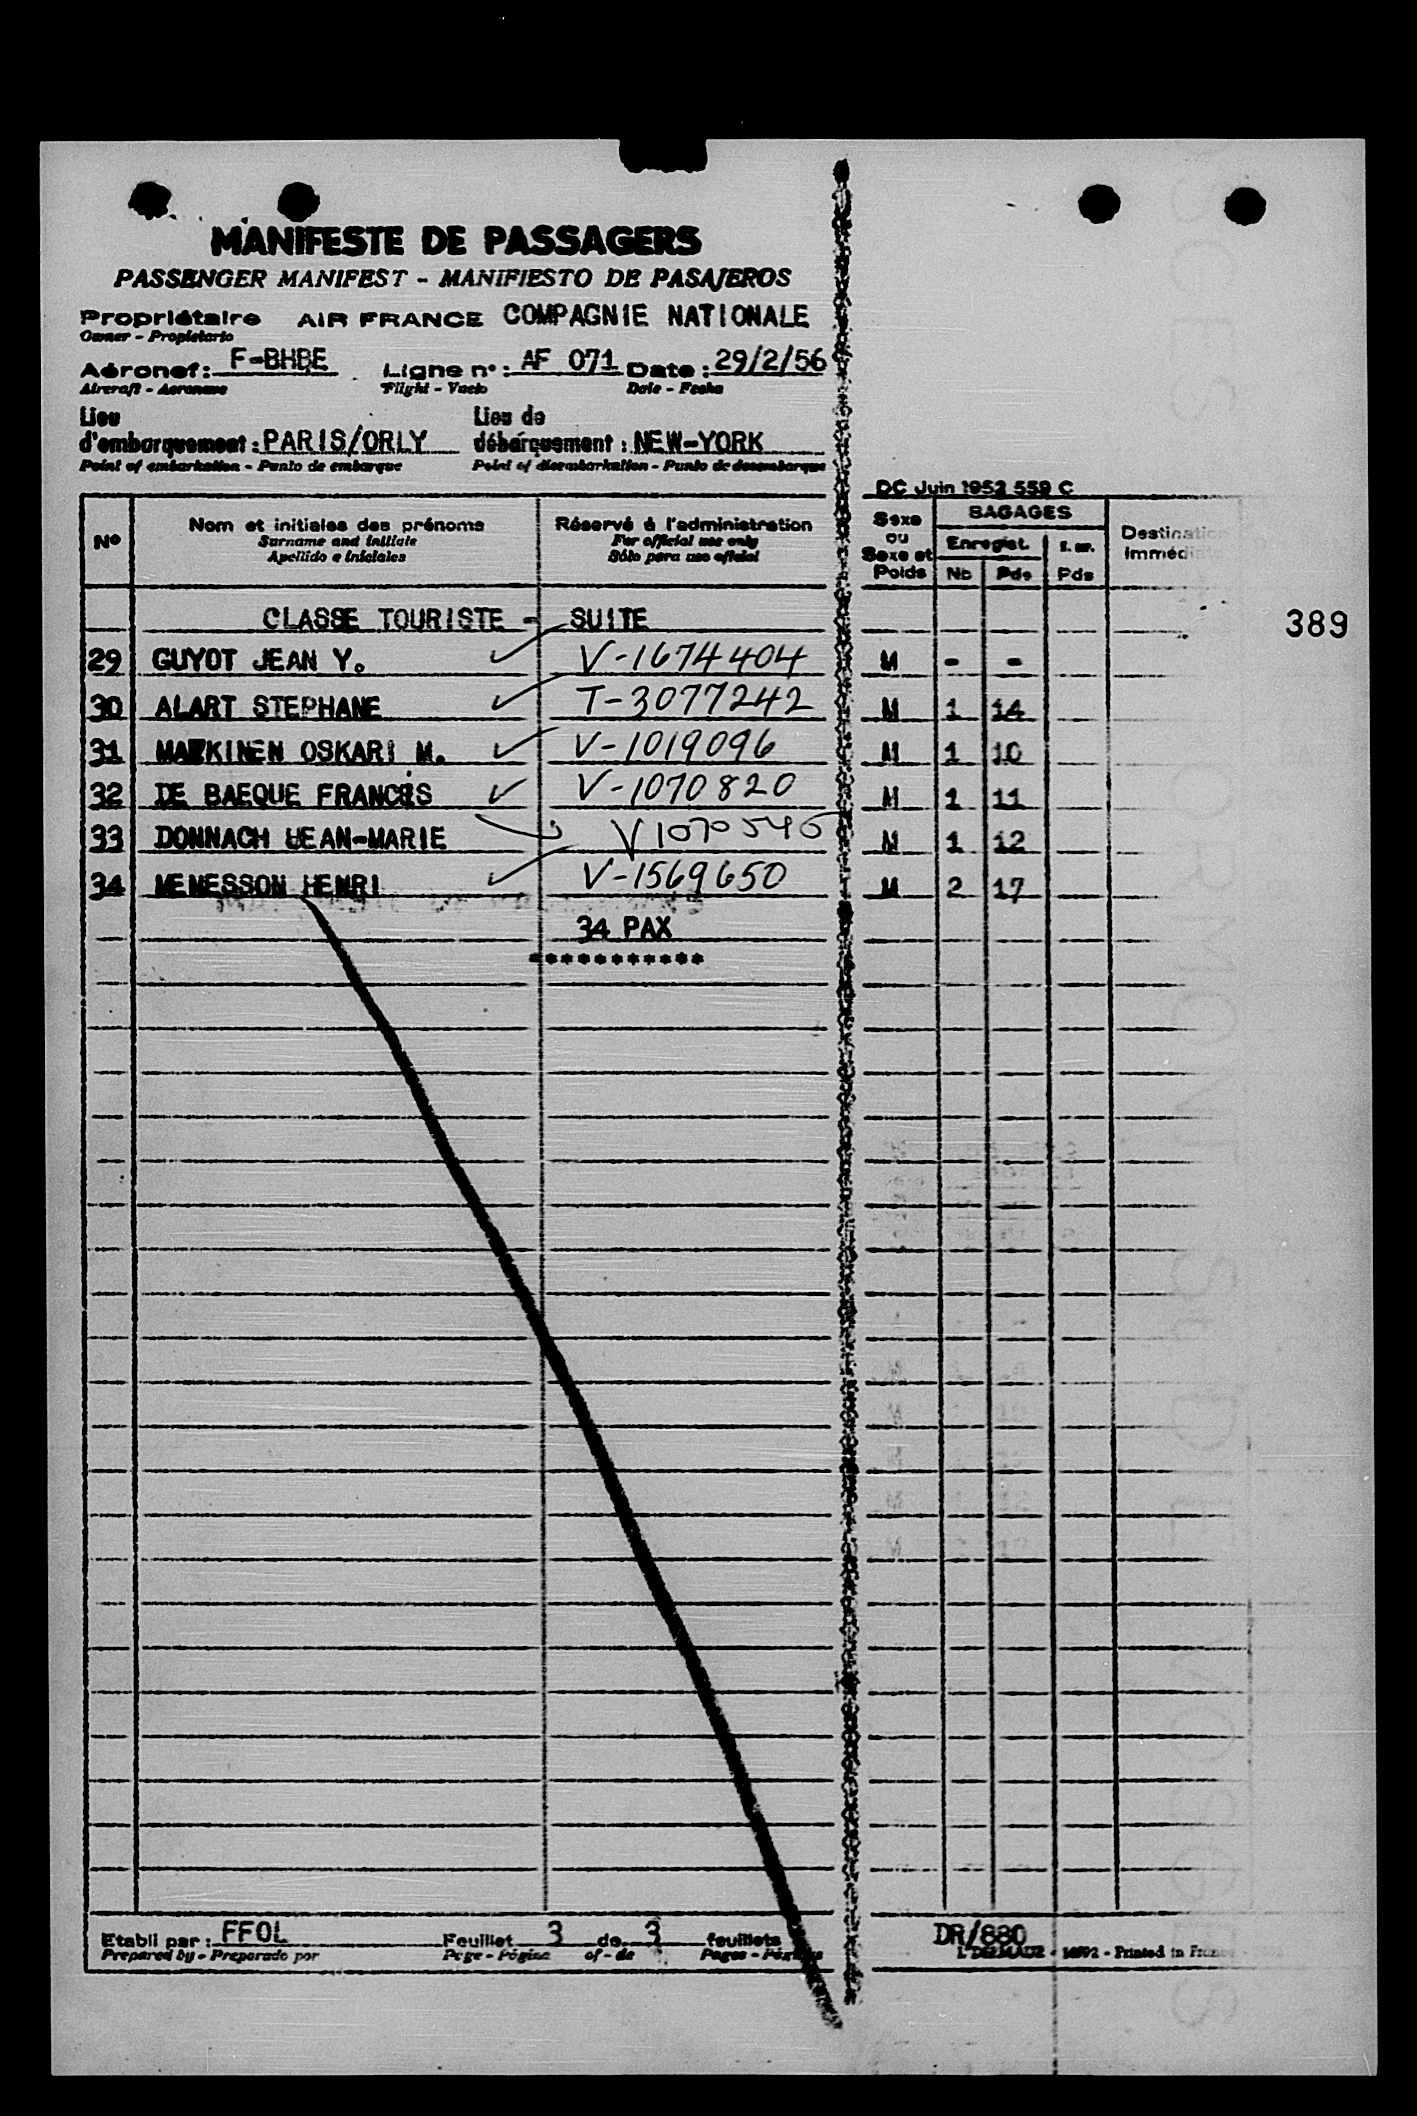 MANIFESTE DE PASSAGERS
PASSENGER MANIFEST - MANIFIESTO DE PASAJEROS
Propriétaire AIR FRANCE COMPAGNIE NATIONALE
Owner - Propietario
Aéronef : F-BHBE Ligne n° : AF 071 Date : 29/2/56
Aircraft - Aeronave Flight - Vuelo Date - Fecha
Lieu d'embarquement : PARIS/ORLY Lieu de débarquement : NEW-YORK
Point of embarkation - Punto de embarque Point of disembarkation - Punto de desembarque
DC Juin 1952 559 C
N° Nom et initiales des prénoms Réservé à l'administration Sexe ou Sexe et Poids BAGAGES Destination
Surname and initials For official use only Enregist. Immédiate
Apellido e iniciales Sólo para uso oficial Nb Pds Pds
CLASSE TOURISTE - SUITE
389
29 GUYOT JEAN Y. V-1674404 M - -
30 ALART STEPHANE T-3077242 M 1 14
31 MAKKINEN OSKARI M. V-1019096 M 1 10
32 DE BAEQUE FRANCOIS V-1070820 M 1 11
33 DONNACH JEAN-MARIE V1070546 M 1 12
34 MENESSON HENRI V-1569650 M 2 17
34 PAX
***********
Etabli par : FFOL Feuillet 3 de 3 feuillets DR/880
Prepared by - Preparado por Page - Página of - de Pages - Páginas - Printed in France